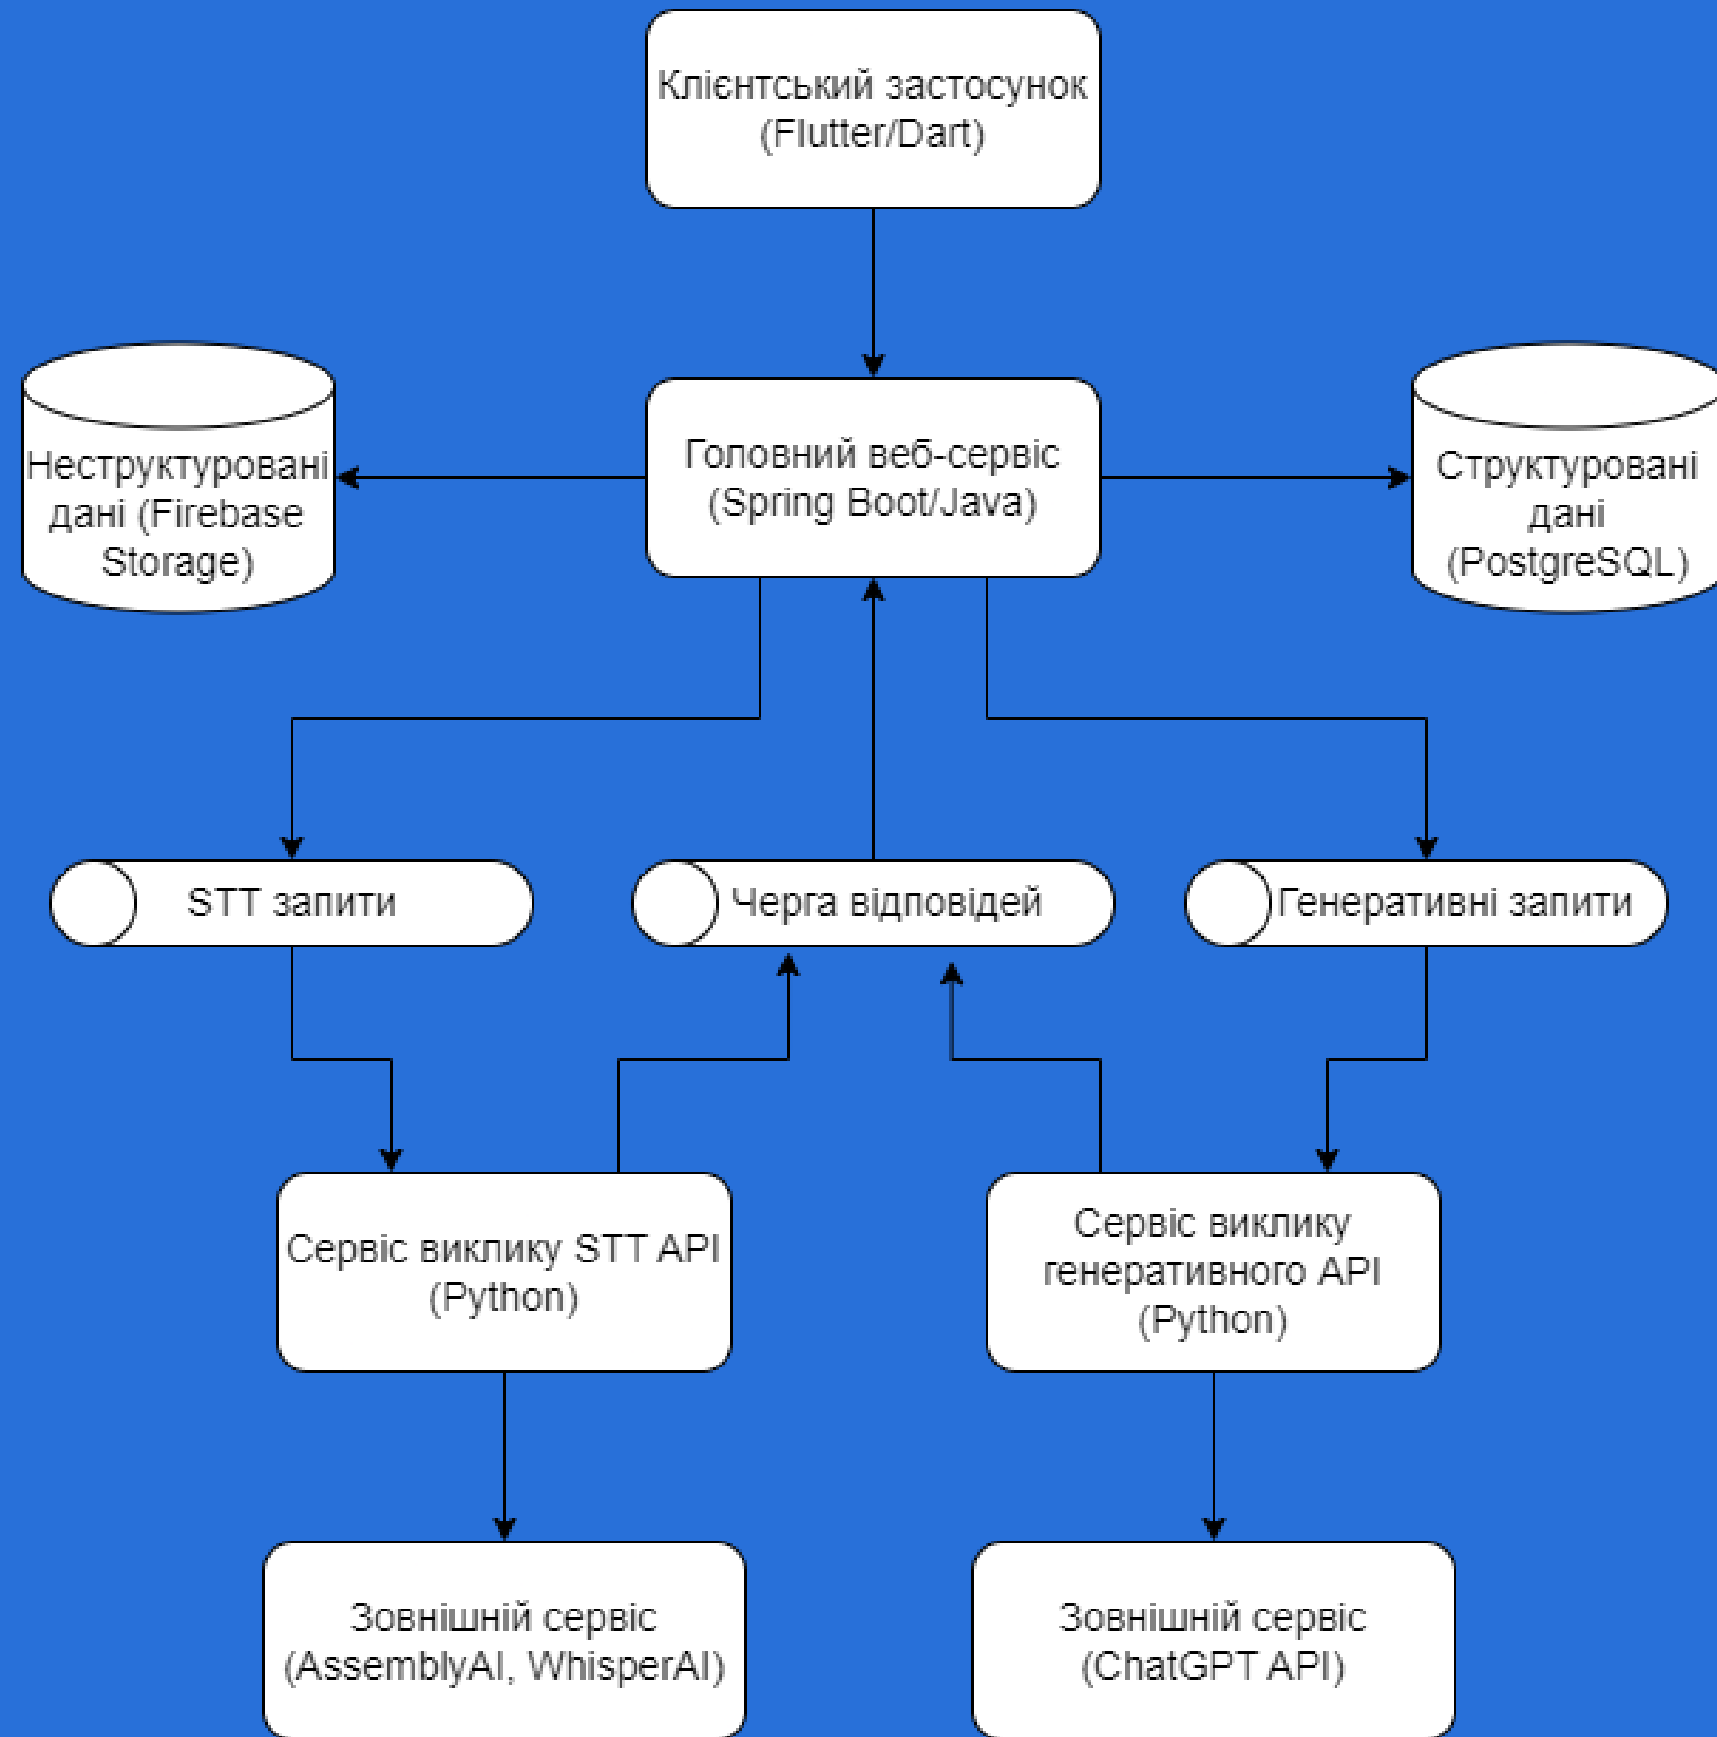 Клієнтський застосунок
(Flutter/Dart)
Неструктуровані
дані (Firebase
Storage)
Головний веб-сервіс
(Spring Boot/Java)
Структуровані
дані
(PostgreSQL)
STT запити
Черга відповідей
Генеративні запити
Сервіс виклику STT API
(Python)
Сервіс виклику
генеративного API
(Python)
Зовнішній сервіс
(AssemblyAI, WhisperAI)
Зовнішній сервіс
(ChatGPT API)